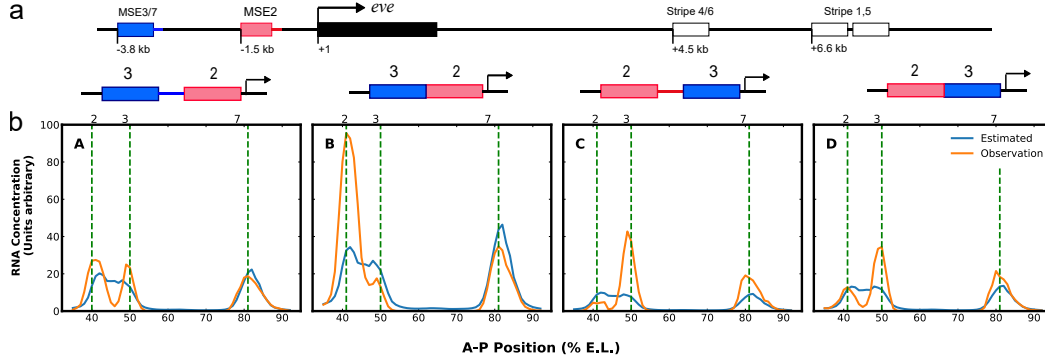 a
MSE3/7
MSE2
eve
Stripe 4/6
Stripe 1,5
-3.8 kb
-1.5 kb
+1
+4.5 kb
+6.6 kb
3 2
3 2
2 3
2 3
b
2 3 7
2 3 7
2 3 7
2 3 7
A
B
C
D
Estimated
Observation
RNA Concentration
(Units arbitrary)
100
80
60
40
20
0
40 50 60 70 80 90
40 50 60 70 80 90
40 50 60 70 80 90
40 50 60 70 80 90
A-P Position (% E.L.)